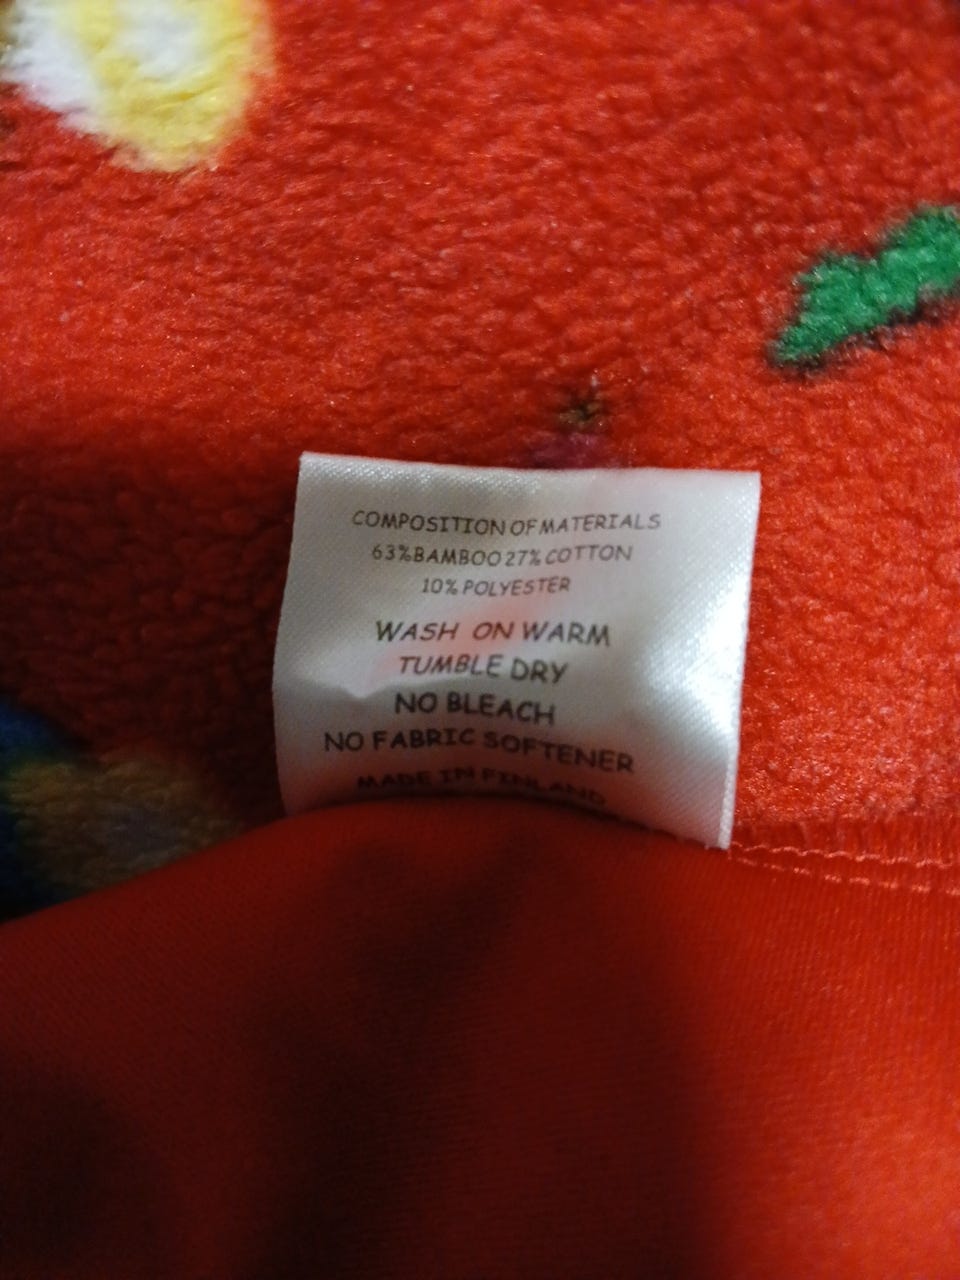 COMPOSITION OF MATERIALS
63%BAMBOO 27% COTTON
10% POLYESTER
WASH ON WARM
TUMBLE DRY
NO BLEACH
NO FABRIC SOFTENER
MADE IN FINLAND